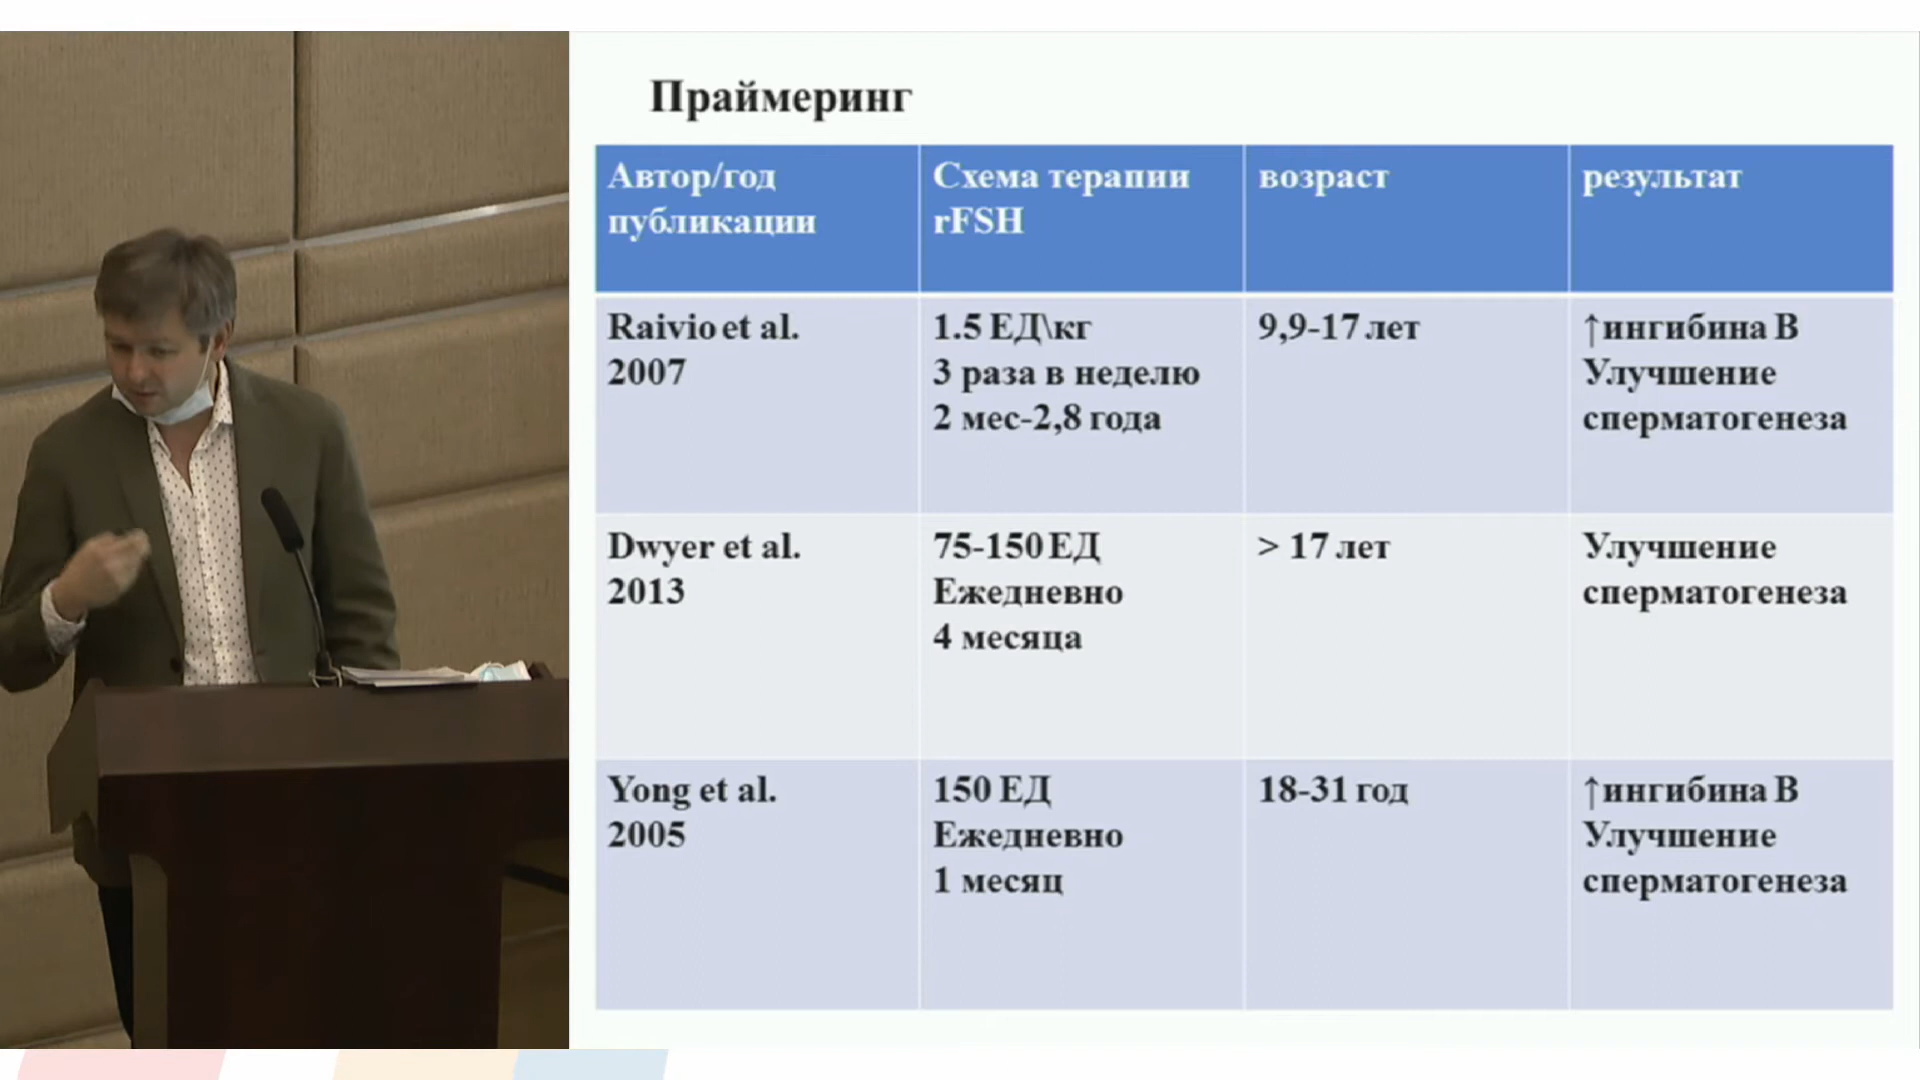 Праймеринг
Автор/год
публикации
Схема терапии
rFSH
возраст
результат
Raivio et al.
2007
1.5 ЕД\кг
3 раза в неделю
2 мес-2,8 года
9,9-17 лет
↑ингибина В
Улучшение
сперматогенеза
Dwyer et al.
2013
75-150 ЕД
Ежедневно
4 месяца
> 17 лет
Улучшение
сперматогенеза
Yong et al.
2005
150 ЕД
Ежедневно
1 месяц
18-31 год
↑ингибина В
Улучшение
сперматогенеза